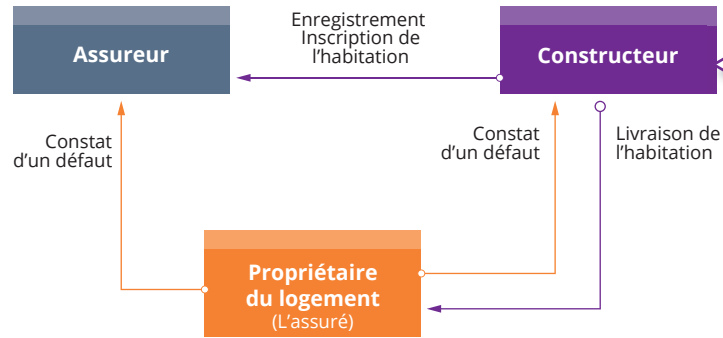 Enregistrement
Inscription de
l'habitation
Assureur
Constructeur
Constat
d'un défaut
Constat
d'un défaut
Livraison de
l'habitation
Propriétaire
du logement
(L'assuré)